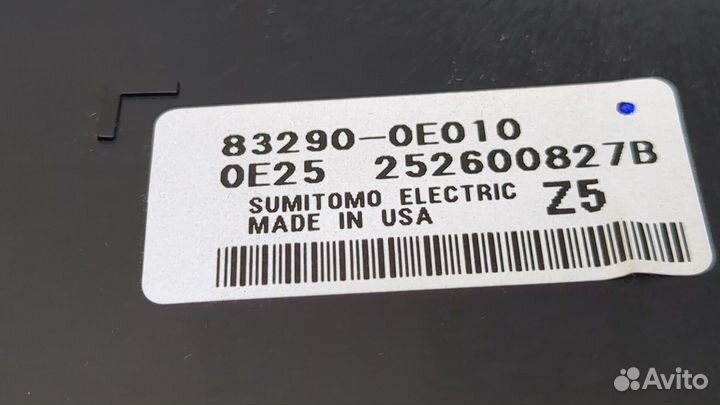 83290-0E010
0E25 252600827B
SUMITOMO ELECTRIC Z5
MADE IN USA
Avito